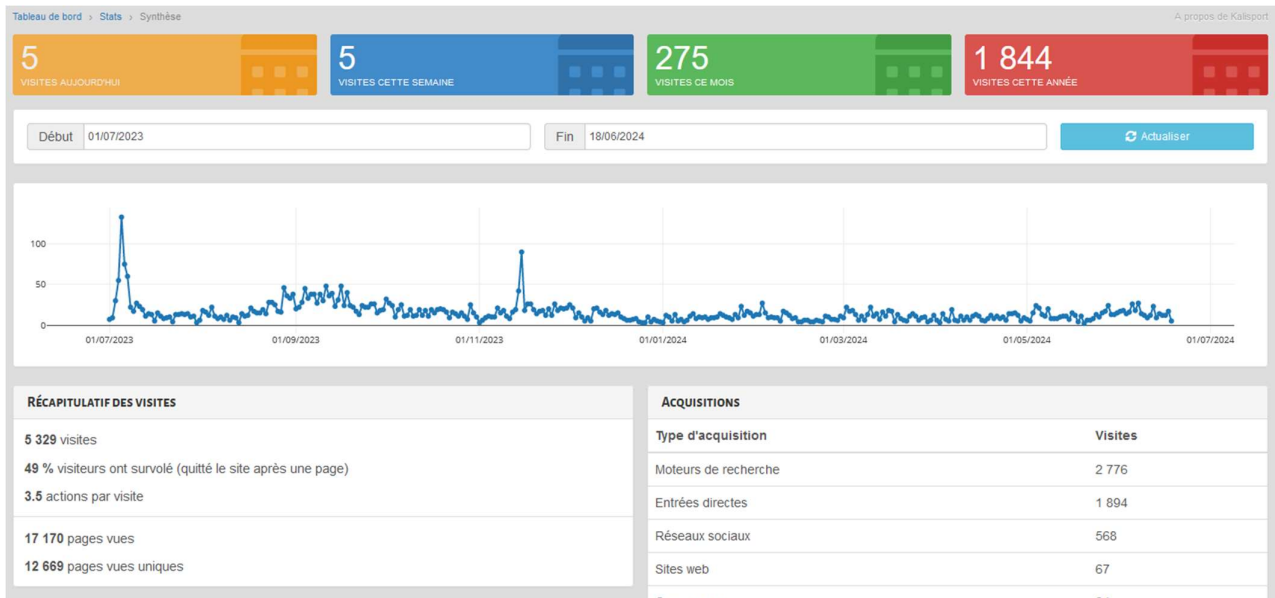 Tableau de bord > Stats > Synthèse
A propos de Kalisport
5
VISITES AUJOURD'HUI
5
VISITES CETTE SEMAINE
275
VISITES CE MOIS
1 844
VISITES CETTE ANNÉE
Début 01/07/2023
Fin 18/06/2024
Actualiser
100
50
0
01/07/2023 01/09/2023 01/11/2023 01/01/2024 01/03/2024 01/05/2024 01/07/2024
RÉCAPITULATIF DES VISITES
5 329 visites
49 % visiteurs ont survolé (quitté le site après une page)
3.5 actions par visite
17 170 pages vues
12 669 pages vues uniques
ACQUISITIONS
Type d'acquisition Visites
Moteurs de recherche 2 776
Entrées directes 1 894
Réseaux sociaux 568
Sites web 67